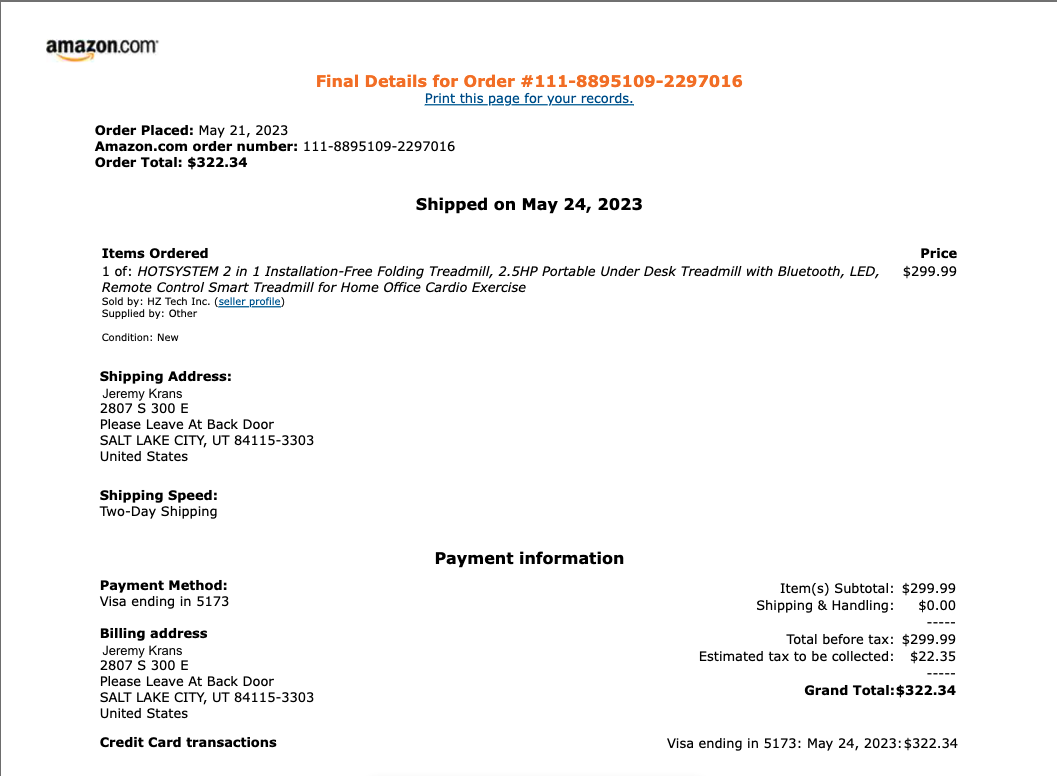 amazon.com
Final Details for Order #111-8895109-2297016
Print this page for your records.
Order Placed: May 21, 2023
Amazon.com order number: 111-8895109-2297016
Order Total: $322.34
Shipped on May 24, 2023
Items Ordered Price
1 of: HOTSYSTEM 2 in 1 Installation-Free Folding Treadmill, 2.5HP Portable Under Desk Treadmill with Bluetooth, LED, $299.99
Remote Control Smart Treadmill for Home Office Cardio Exercise
Sold by: HZ Tech Inc. (seller profile)
Supplied by: Other
Condition: New
Shipping Address:
Jeremy Krans
2807 S 300 E
Please Leave At Back Door
SALT LAKE CITY, UT 84115-3303
United States
Shipping Speed:
Two-Day Shipping
Payment information
Payment Method:
Visa ending in 5173
Billing address
Jeremy Krans
2807 S 300 E
Please Leave At Back Door
SALT LAKE CITY, UT 84115-3303
United States
Item(s) Subtotal: $299.99
Shipping & Handling: $0.00
-----
Total before tax: $299.99
Estimated tax to be collected: $22.35
-----
Grand Total:$322.34
Credit Card transactions Visa ending in 5173: May 24, 2023:$322.34